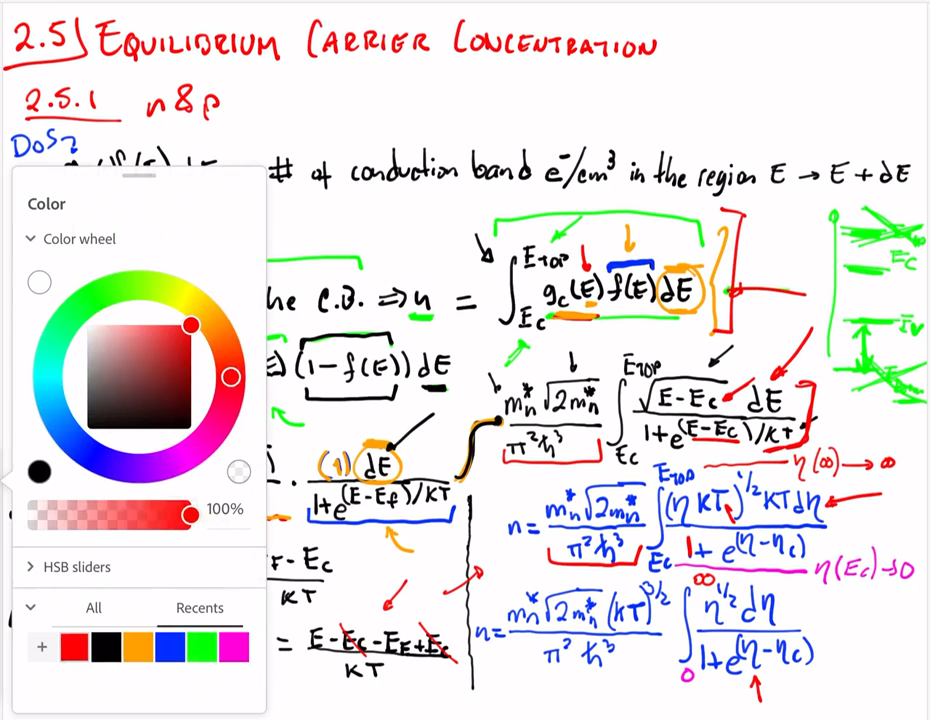 2.5) EQUILIBRIUM CARRIER CONCENTRATION
2.5.1 n & p
DoS?
# of conduction band e⁻/cm³ in the region E → E + dE
Color
Color wheel
100%
HSB sliders
All Recents
+
he C.B. ⇒ n = ∫_{Ec}^{ETOP} gc(E) f(E) dE
) (1 - f(E)) dE
(1) dE / 1+e^{(E-Ef)/KT}
F - Ec / KT
= E - Ec - EF + Ec / KT
Ec
Ev
mn* √2mn* / π²ħ³ ∫_{Ec}^{ETOP} √E-Ec dE / 1+e^{(E-Ec)/KT}
η(∞) → ∞
n = mn* √2mn* / π²ħ³ ∫_{Ec}^{ETOP} (η KT)^{1/2} KT dη / 1 + e^{(η-ηc)}
η(Ec) → 0
n = mn* √2mn* (KT)^{3/2} / π² ħ³ ∫_0^∞ η^{1/2} dη / 1+e^{(η-ηc)}